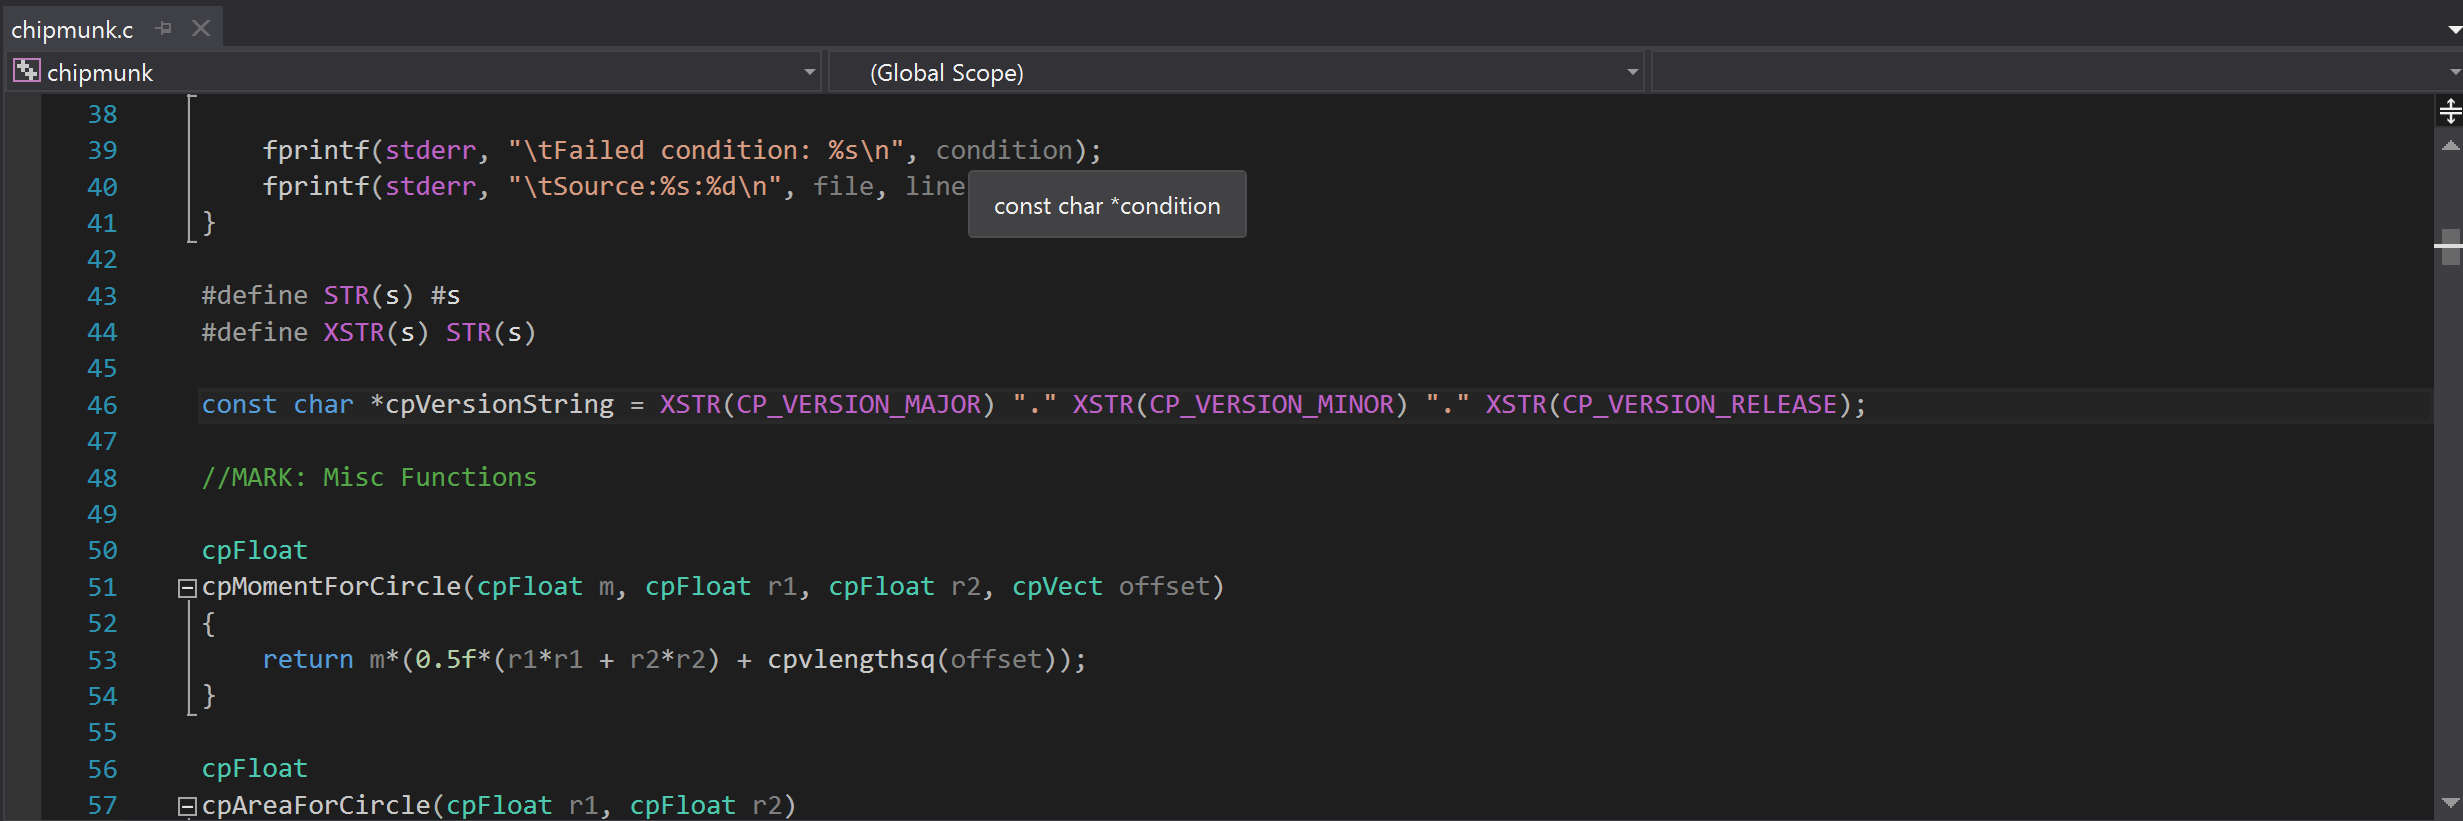 chipmunk.c
chipmunk (Global Scope)
38
39 fprintf(stderr, "\tFailed condition: %s\n", condition);
40 fprintf(stderr, "\tSource:%s:%d\n", file, line
const char *condition
41 }
42
43 #define STR(s) #s
44 #define XSTR(s) STR(s)
45
46 const char *cpVersionString = XSTR(CP_VERSION_MAJOR) "." XSTR(CP_VERSION_MINOR) "." XSTR(CP_VERSION_RELEASE);
47
48 //MARK: Misc Functions
49
50 cpFloat
51 cpMomentForCircle(cpFloat m, cpFloat r1, cpFloat r2, cpVect offset)
52 {
53 return m*(0.5f*(r1*r1 + r2*r2) + cpvlengthsq(offset));
54 }
55
56 cpFloat
57 cpAreaForCircle(cpFloat r1, cpFloat r2)